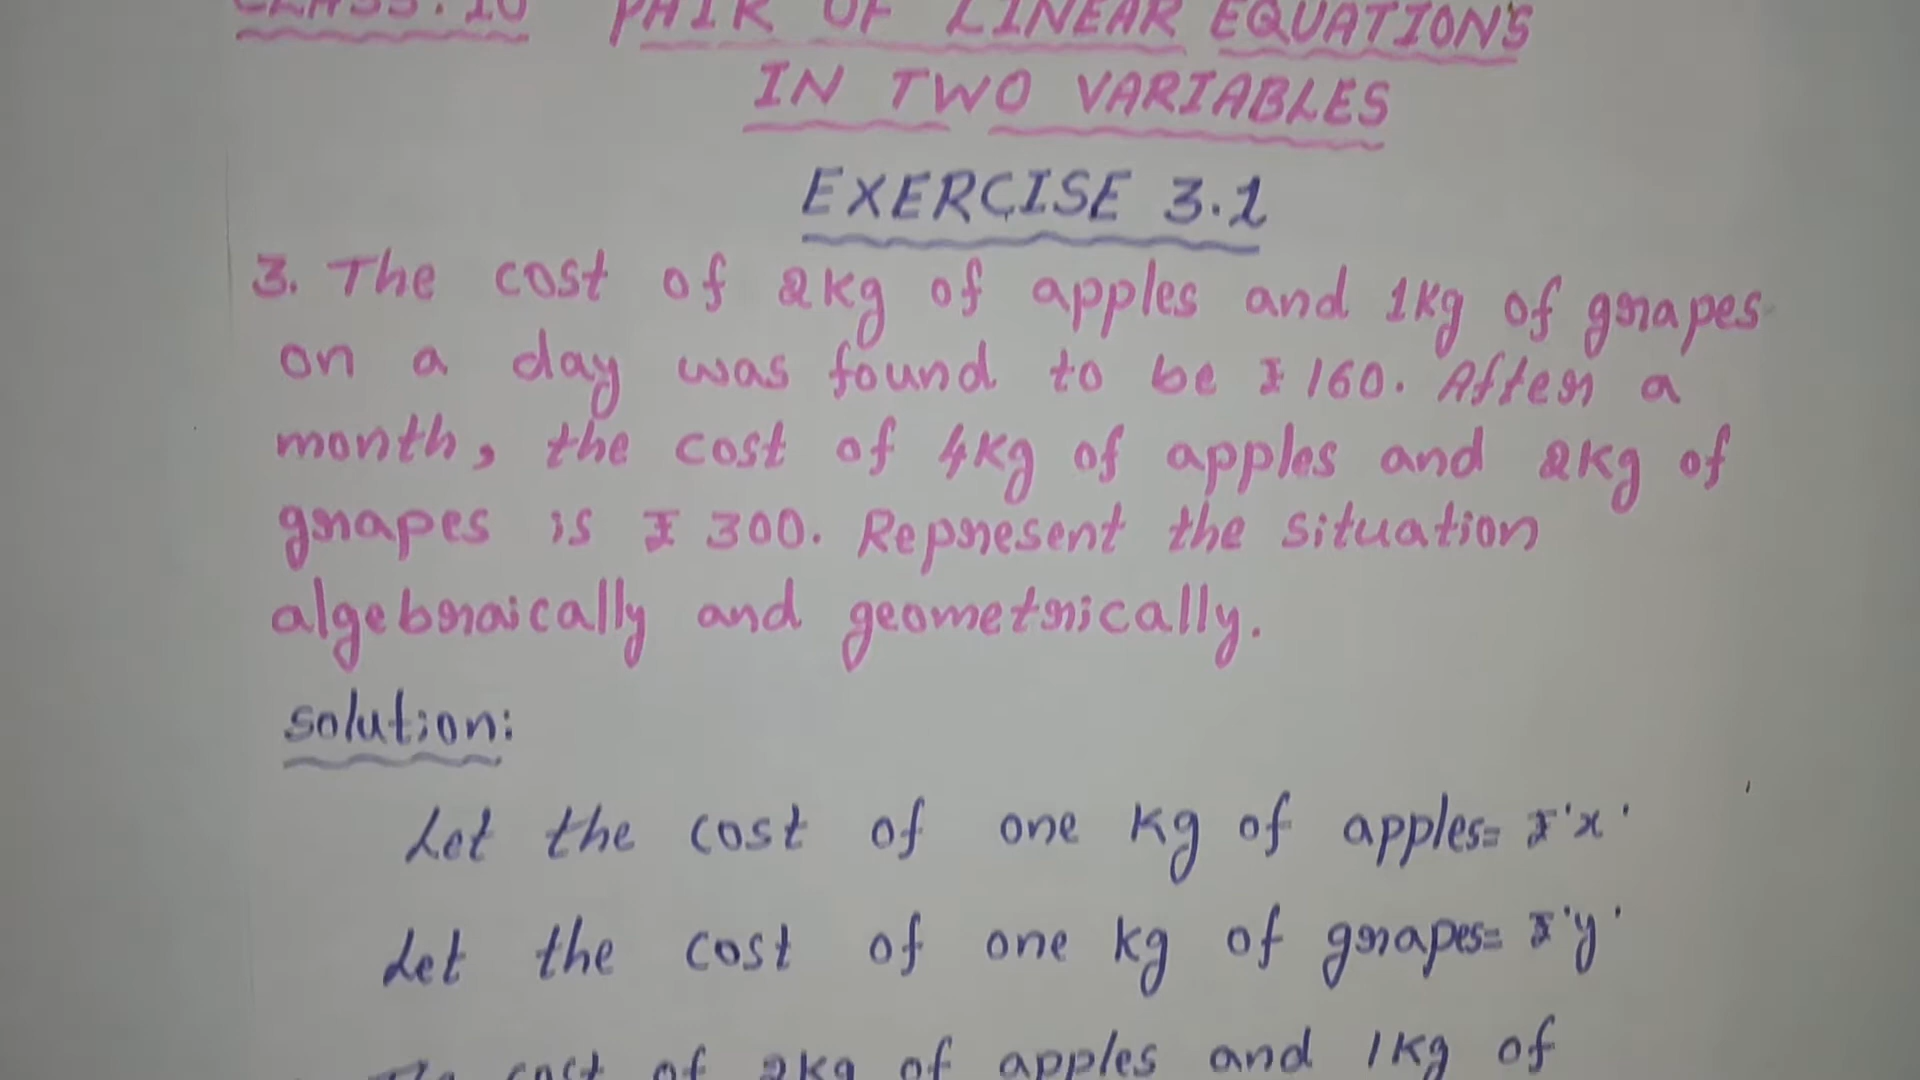 CLASS: 10 PAIR OF LINEAR EQUATIONS
IN TWO VARIABLES
EXERCISE 3.1
3. The cost of 2kg of apples and 1kg of grapes
on a day was found to be ₹ 160. After a
month, the cost of 4kg of apples and 2kg of
grapes is ₹ 300. Represent the situation
algebraically and geometrically.
Solution:
Let the cost of one kg of apples= ₹'x'
Let the cost of one kg of grapes= ₹'y'
cost of 2kg of apples and 1kg of